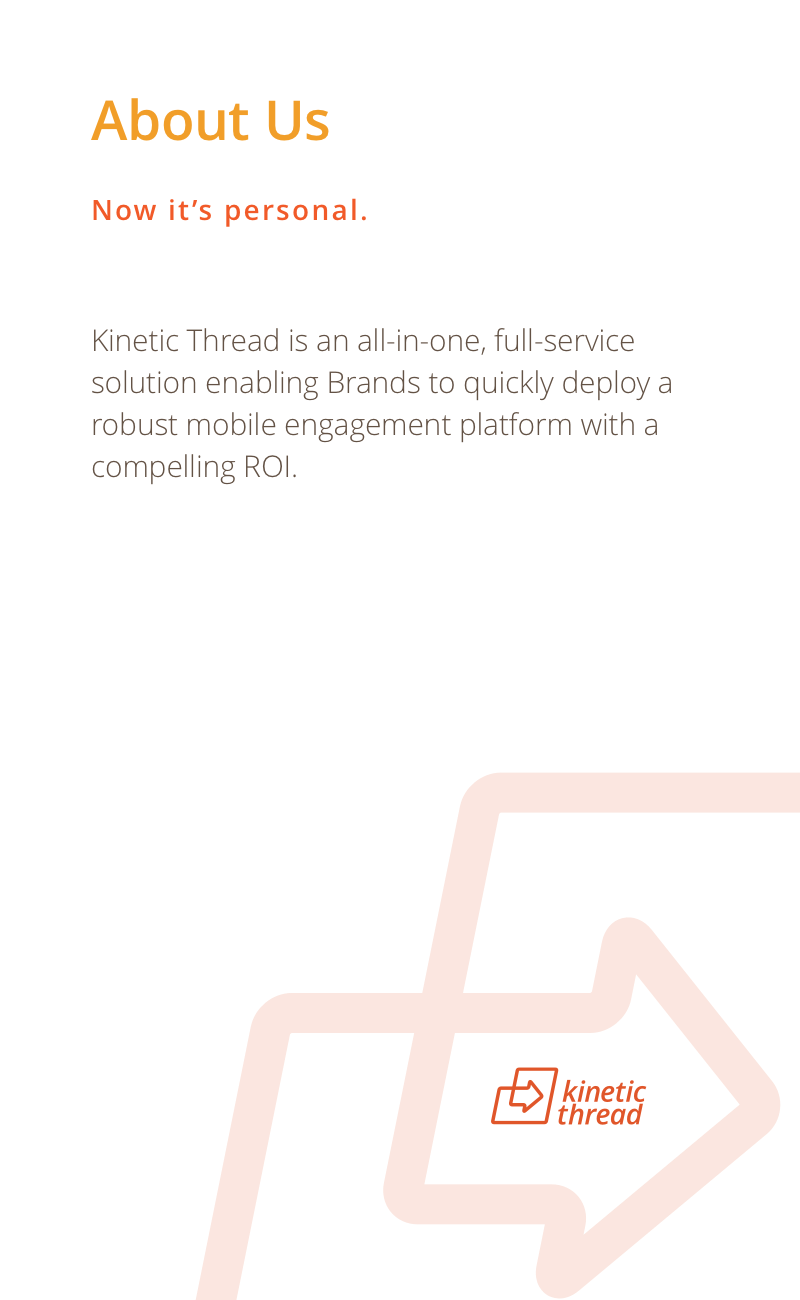 About Us
Now it’s personal.
Kinetic Thread is an all-in-one, full-service
solution enabling Brands to quickly deploy a
robust mobile engagement platform with a
compelling ROI.
kinetic
thread